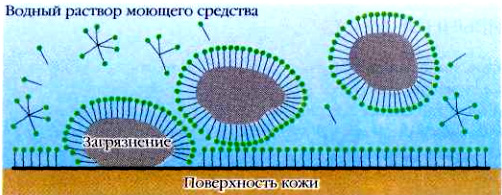 Водный раствор моющего средства
Загрязнение
Поверхность кожи